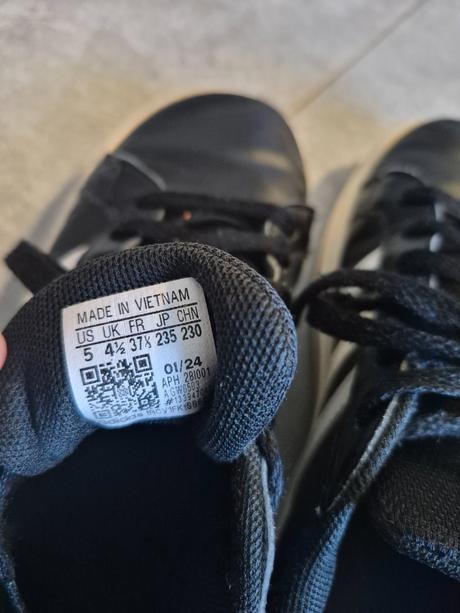 MADE IN VIETNAM
US UK FR JP CHN
5 4½ 37⅓ 235 230
01/24
APH 281001